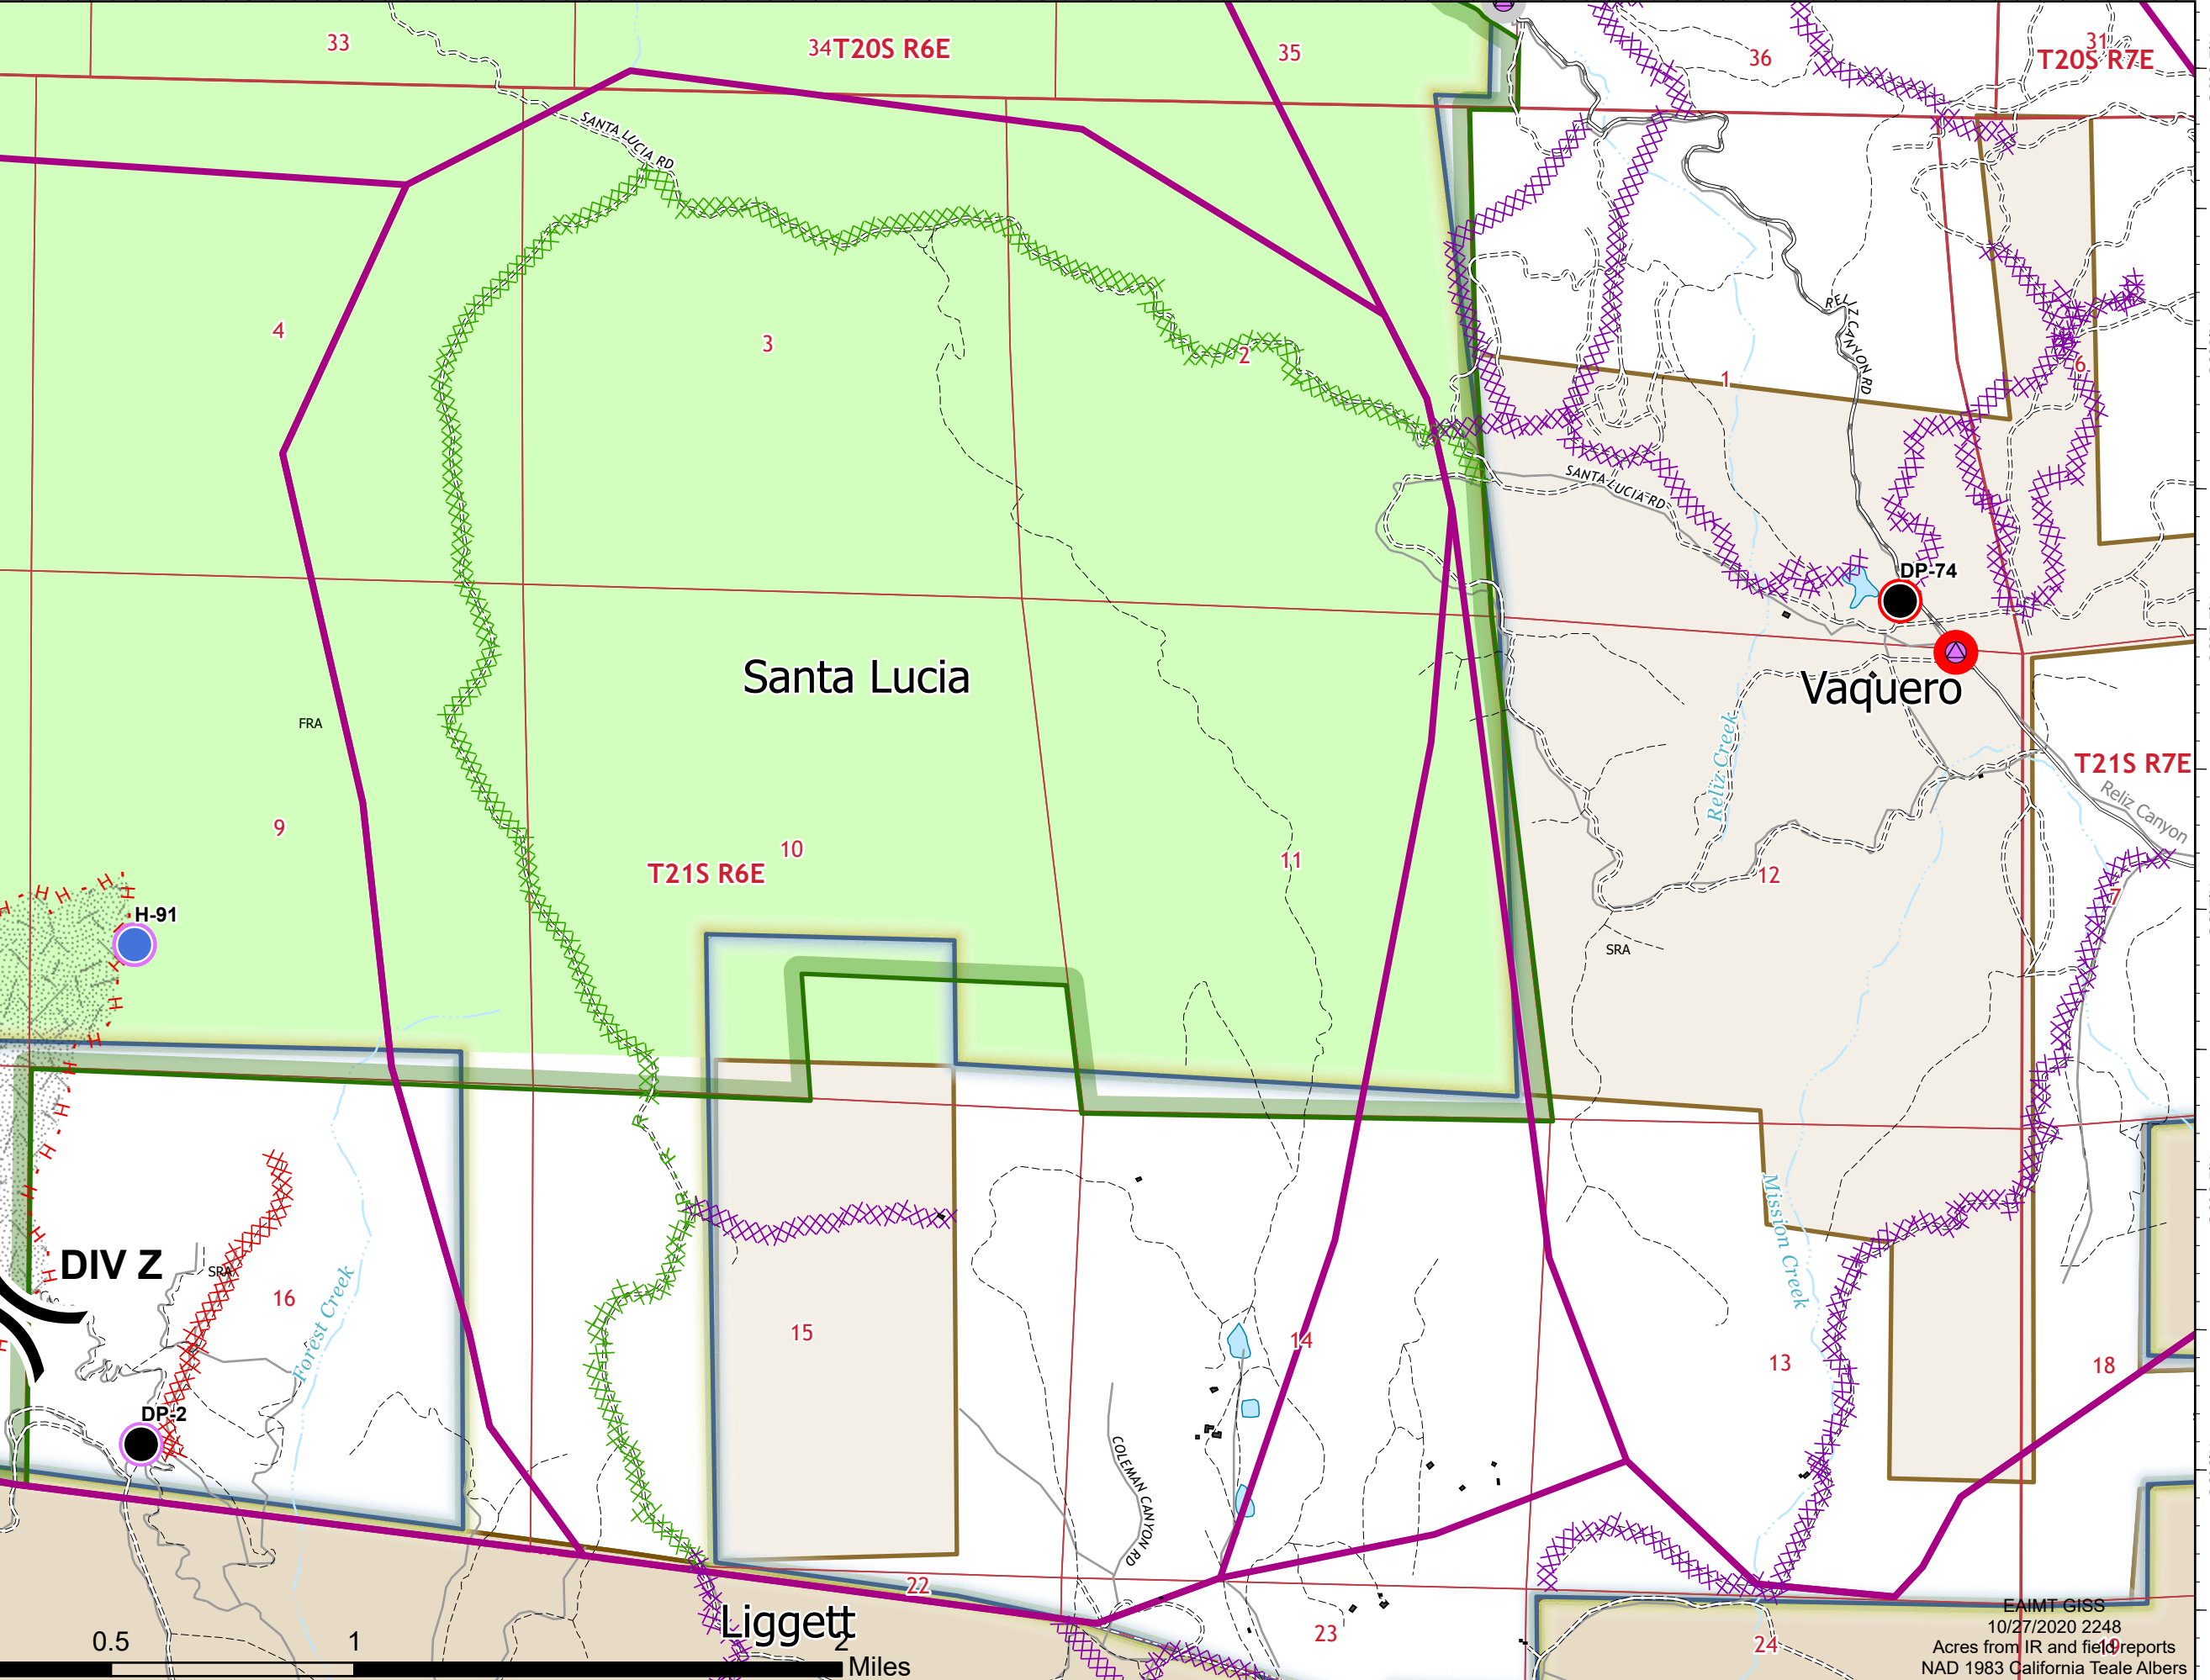 33
34
T20S R6E
35
36
31
T20S R7E
SANTA LUCIA RD
4
3
2
1
6
RELIZ CANYON RD
SANTA LUCIA RD
DP-74
Santa Lucia
Vaquero
FRA
Reliz Creek
T21S R7E
Reliz Canyon
9
10
T21S R6E
11
12
7
H-91
SRA
DIV Z
SRA
16
Forest Creek
15
14
13
18
Mission Creek
DP-2
COLEMAN CANYON RD
22
Liggett
23
24
19
EAIMT GISS
10/27/2020 2248
Acres from IR and field reports
NAD 1983 California Teale Albers
0.5
1
2
Miles